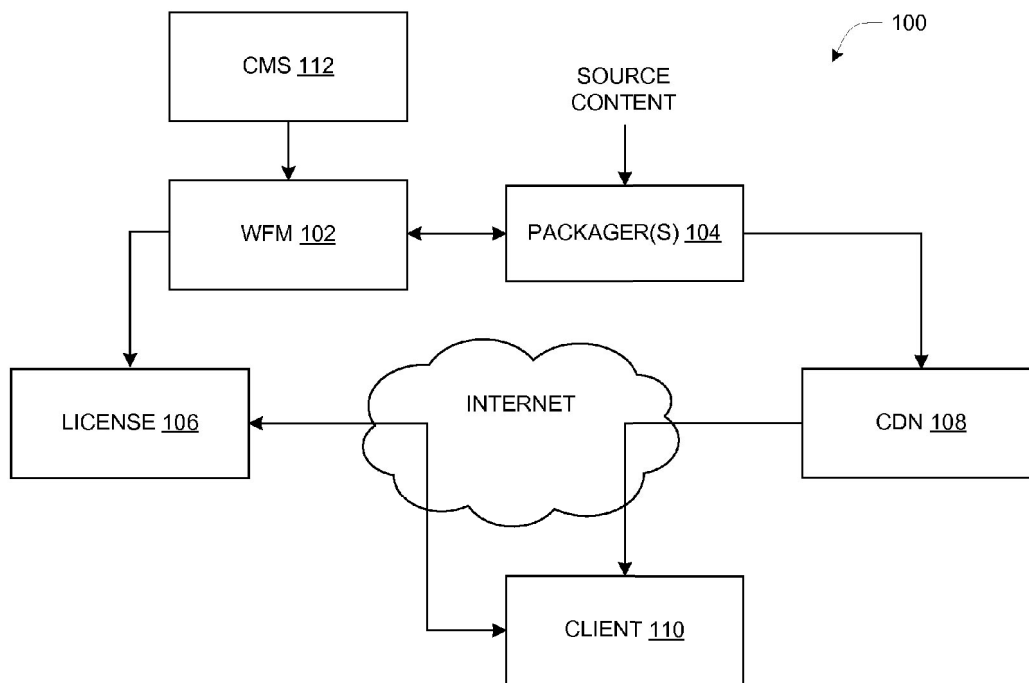 100
CMS 112
SOURCE
CONTENT
WFM 102
PACKAGER(S) 104
LICENSE 106
INTERNET
CDN 108
CLIENT 110